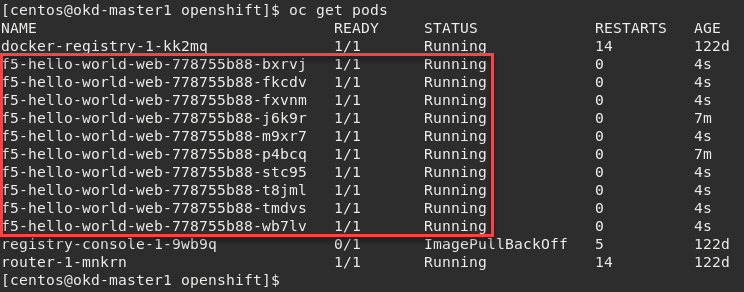 [centos@okd-master1 openshift]$ oc get pods
NAME READY STATUS RESTARTS AGE
docker-registry-1-kk2mq 1/1 Running 14 122d
f5-hello-world-web-778755b88-bxrvj 1/1 Running 0 4s
f5-hello-world-web-778755b88-fkcdv 1/1 Running 0 4s
f5-hello-world-web-778755b88-fxvnm 1/1 Running 0 4s
f5-hello-world-web-778755b88-j6k9r 1/1 Running 0 7m
f5-hello-world-web-778755b88-m9xr7 1/1 Running 0 4s
f5-hello-world-web-778755b88-p4bcq 1/1 Running 0 7m
f5-hello-world-web-778755b88-stc95 1/1 Running 0 4s
f5-hello-world-web-778755b88-t8jml 1/1 Running 0 4s
f5-hello-world-web-778755b88-tmdvs 1/1 Running 0 4s
f5-hello-world-web-778755b88-wb7lv 1/1 Running 0 4s
registry-console-1-9wb9q 0/1 ImagePullBackOff 5 122d
router-1-mnkrn 1/1 Running 14 122d
[centos@okd-master1 openshift]$